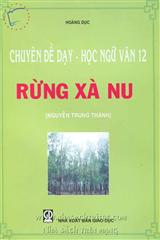 HOÀNG DỤC
CHUYÊN ĐỀ DẠY - HỌC NGỮ VĂN 12
RỪNG XÀ NU
(NGUYỄN TRUNG THÀNH)
NHÀ XUẤT BẢN GIÁO DỤC